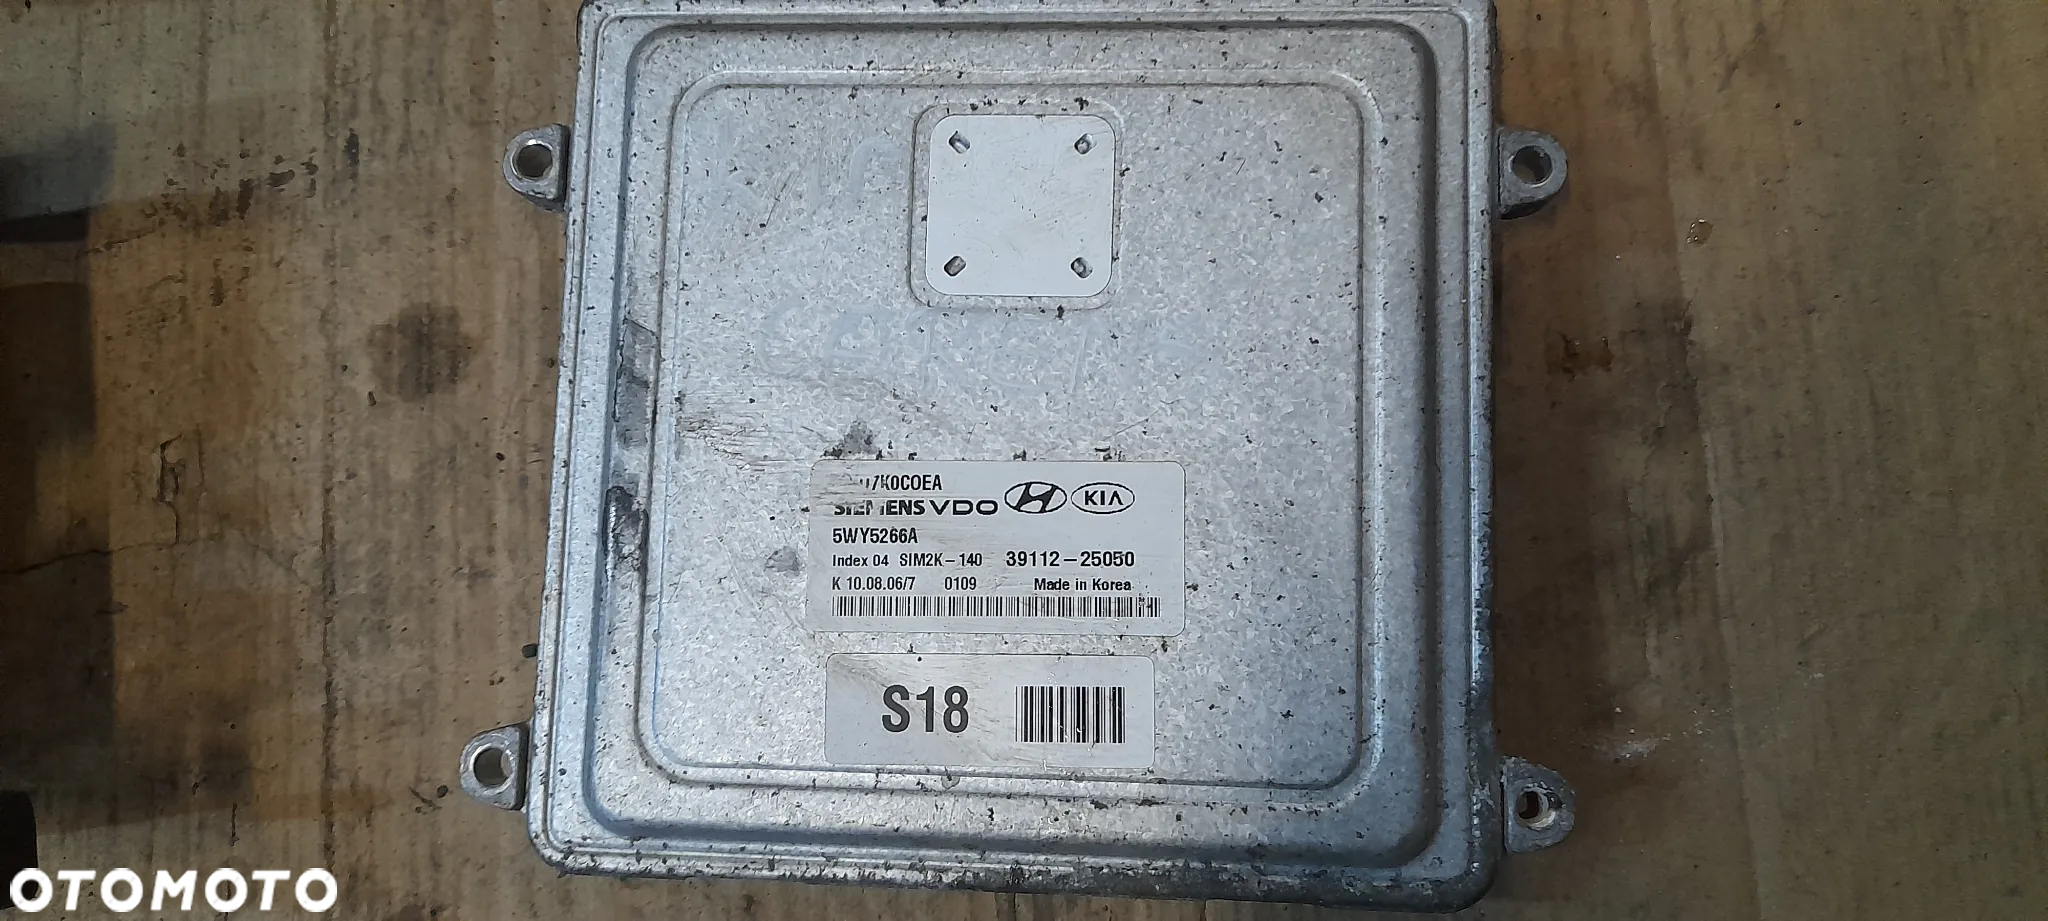 SIEMENS VDO KIA
5WY5266A
Index 04 SIM2K-140 39112-25050
K 10.08.06/7 0109 Made in Korea
S18
OTOMOTO